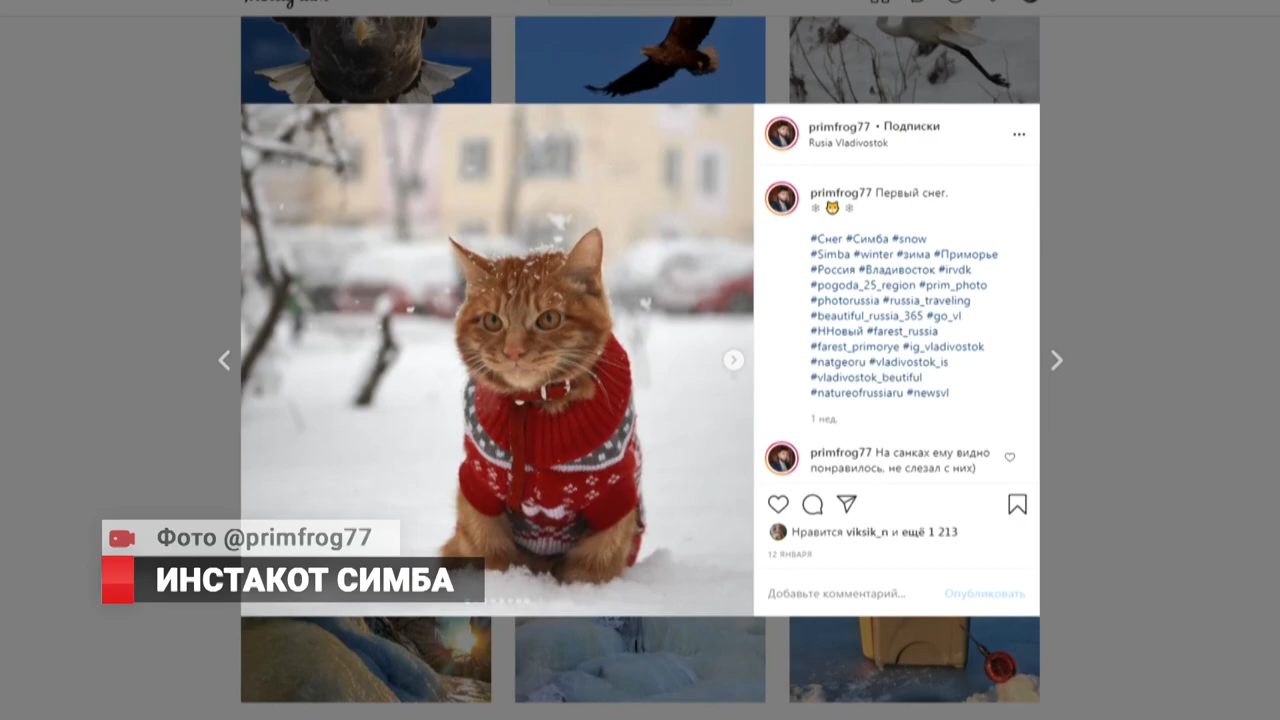 primfrog77 • Подписки
Rusia Vladivostok
primfrog77 Первый снег.
#Снег #Симба #snow
#Simba #winter #зима #Приморье
#Россия #Владивосток #irvdk
#pogoda_25_region #prim_photo
#photorussia #russia_traveling
#beautiful_russia_365 #go_vl
#ННовый #farest_russia
#farest_primorye #ig_vladivostok
#natgeoru #vladivostok_is
#vladivostok_beutiful
#natureofrussiaru #newsvl
1 нед.
primfrog77 На санках ему видно
понравилось, не слезал с них)
Нравится viksik_n и ещё 1 213
12 ЯНВАРЯ
Добавьте комментарий...
Опубликовать
Фото @primfrog77
ИНСТАКОТ СИМБА